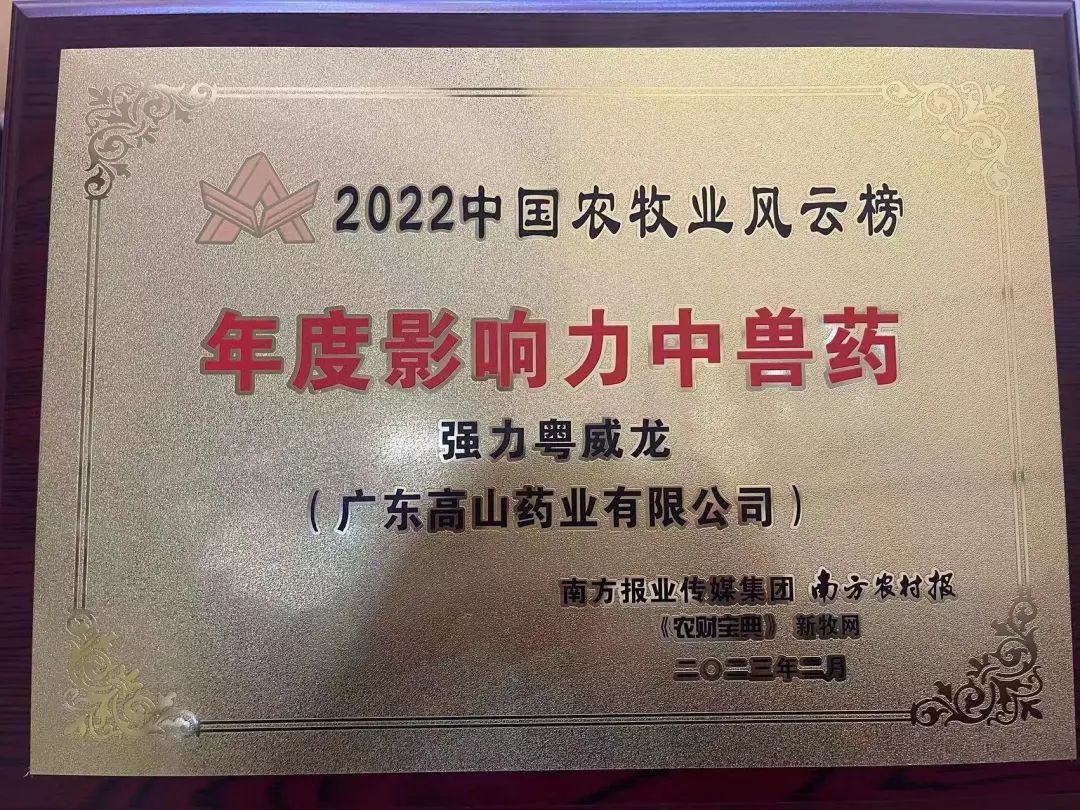 2022中国农牧业风云榜
年度影响力中兽药
强力粤威龙
（广东高山药业有限公司）
南方报业传媒集团 南方农村报
《农财宝典》 新牧网
二〇二三年二月